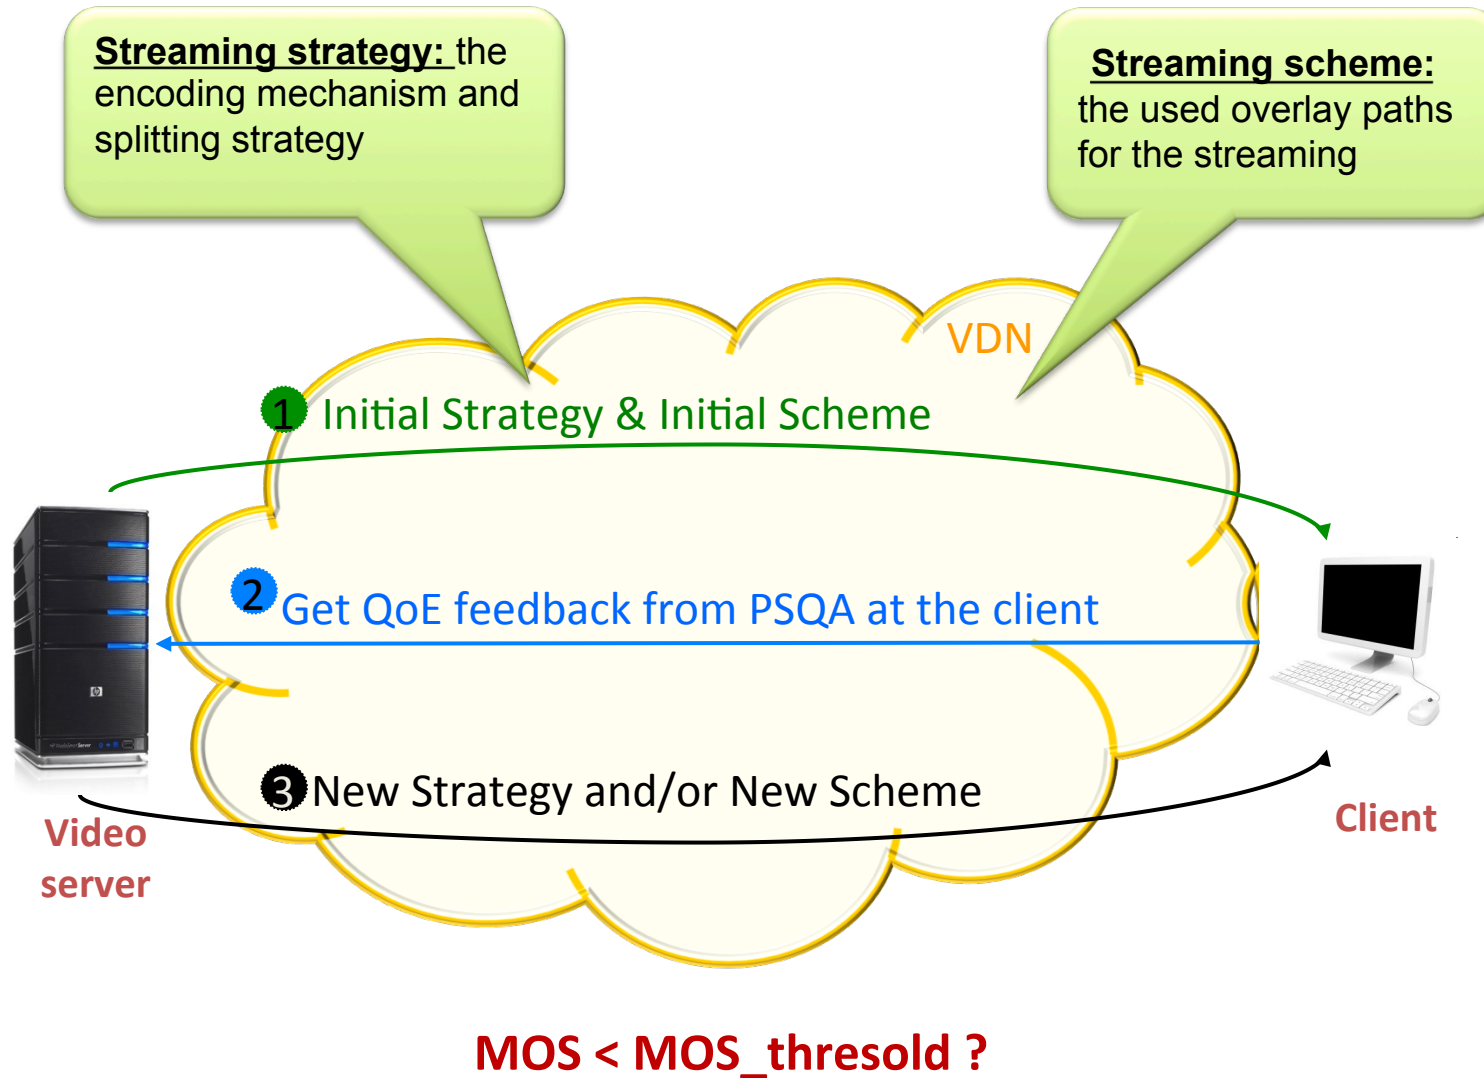 Streaming strategy: the
encoding mechanism and
splitting strategy
Streaming scheme:
the used overlay paths
for the streaming
VDN
1 Initial Strategy & Initial Scheme
2 Get QoE feedback from PSQA at the client
3 New Strategy and/or New Scheme
Video
server
Client
MOS < MOS_thresold ?